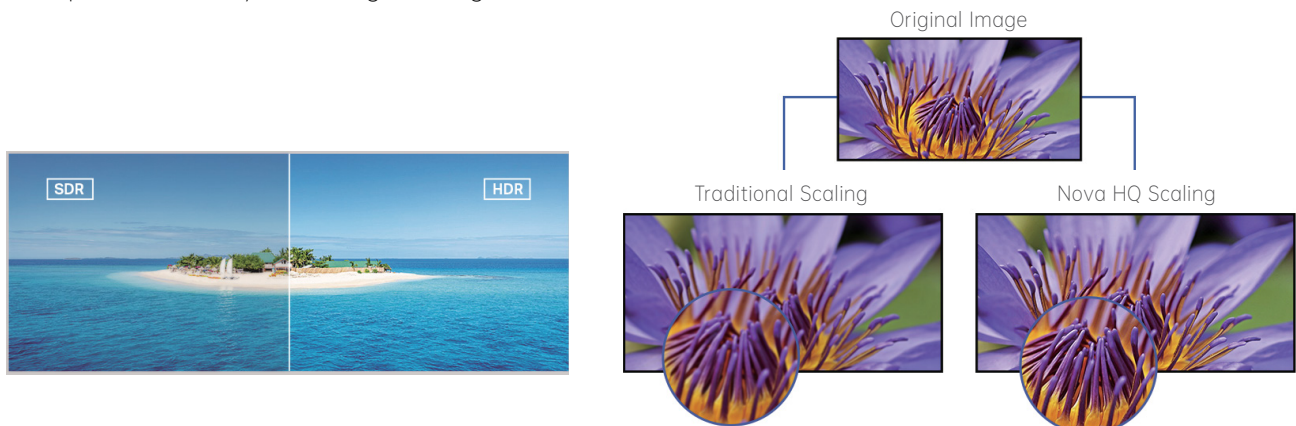 SDR
HDR
Original Image
Traditional Scaling
Nova HQ Scaling